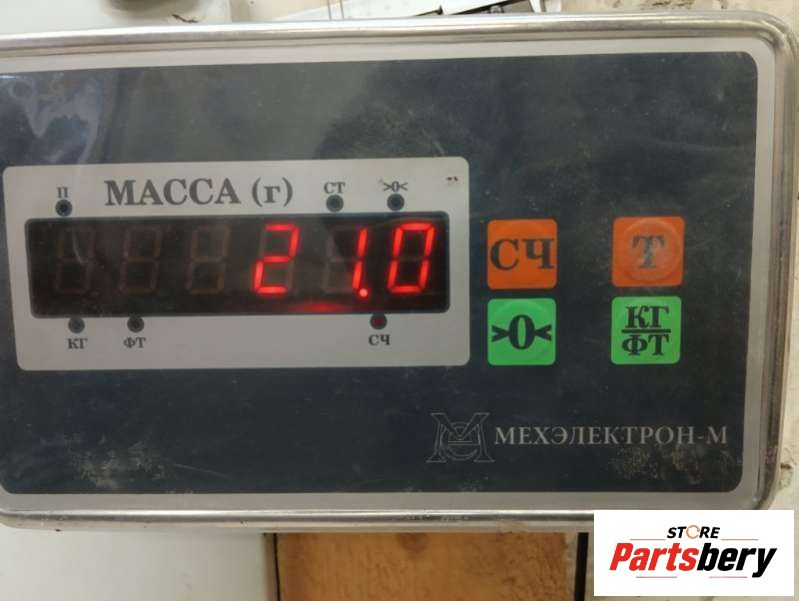 П МАССА (г) СТ >0<
21.0
КГ ФТ СЧ
СЧ Т
>0< КГ
ФТ
МЕХЭЛЕКТРОН-М
STORE
Partsbery